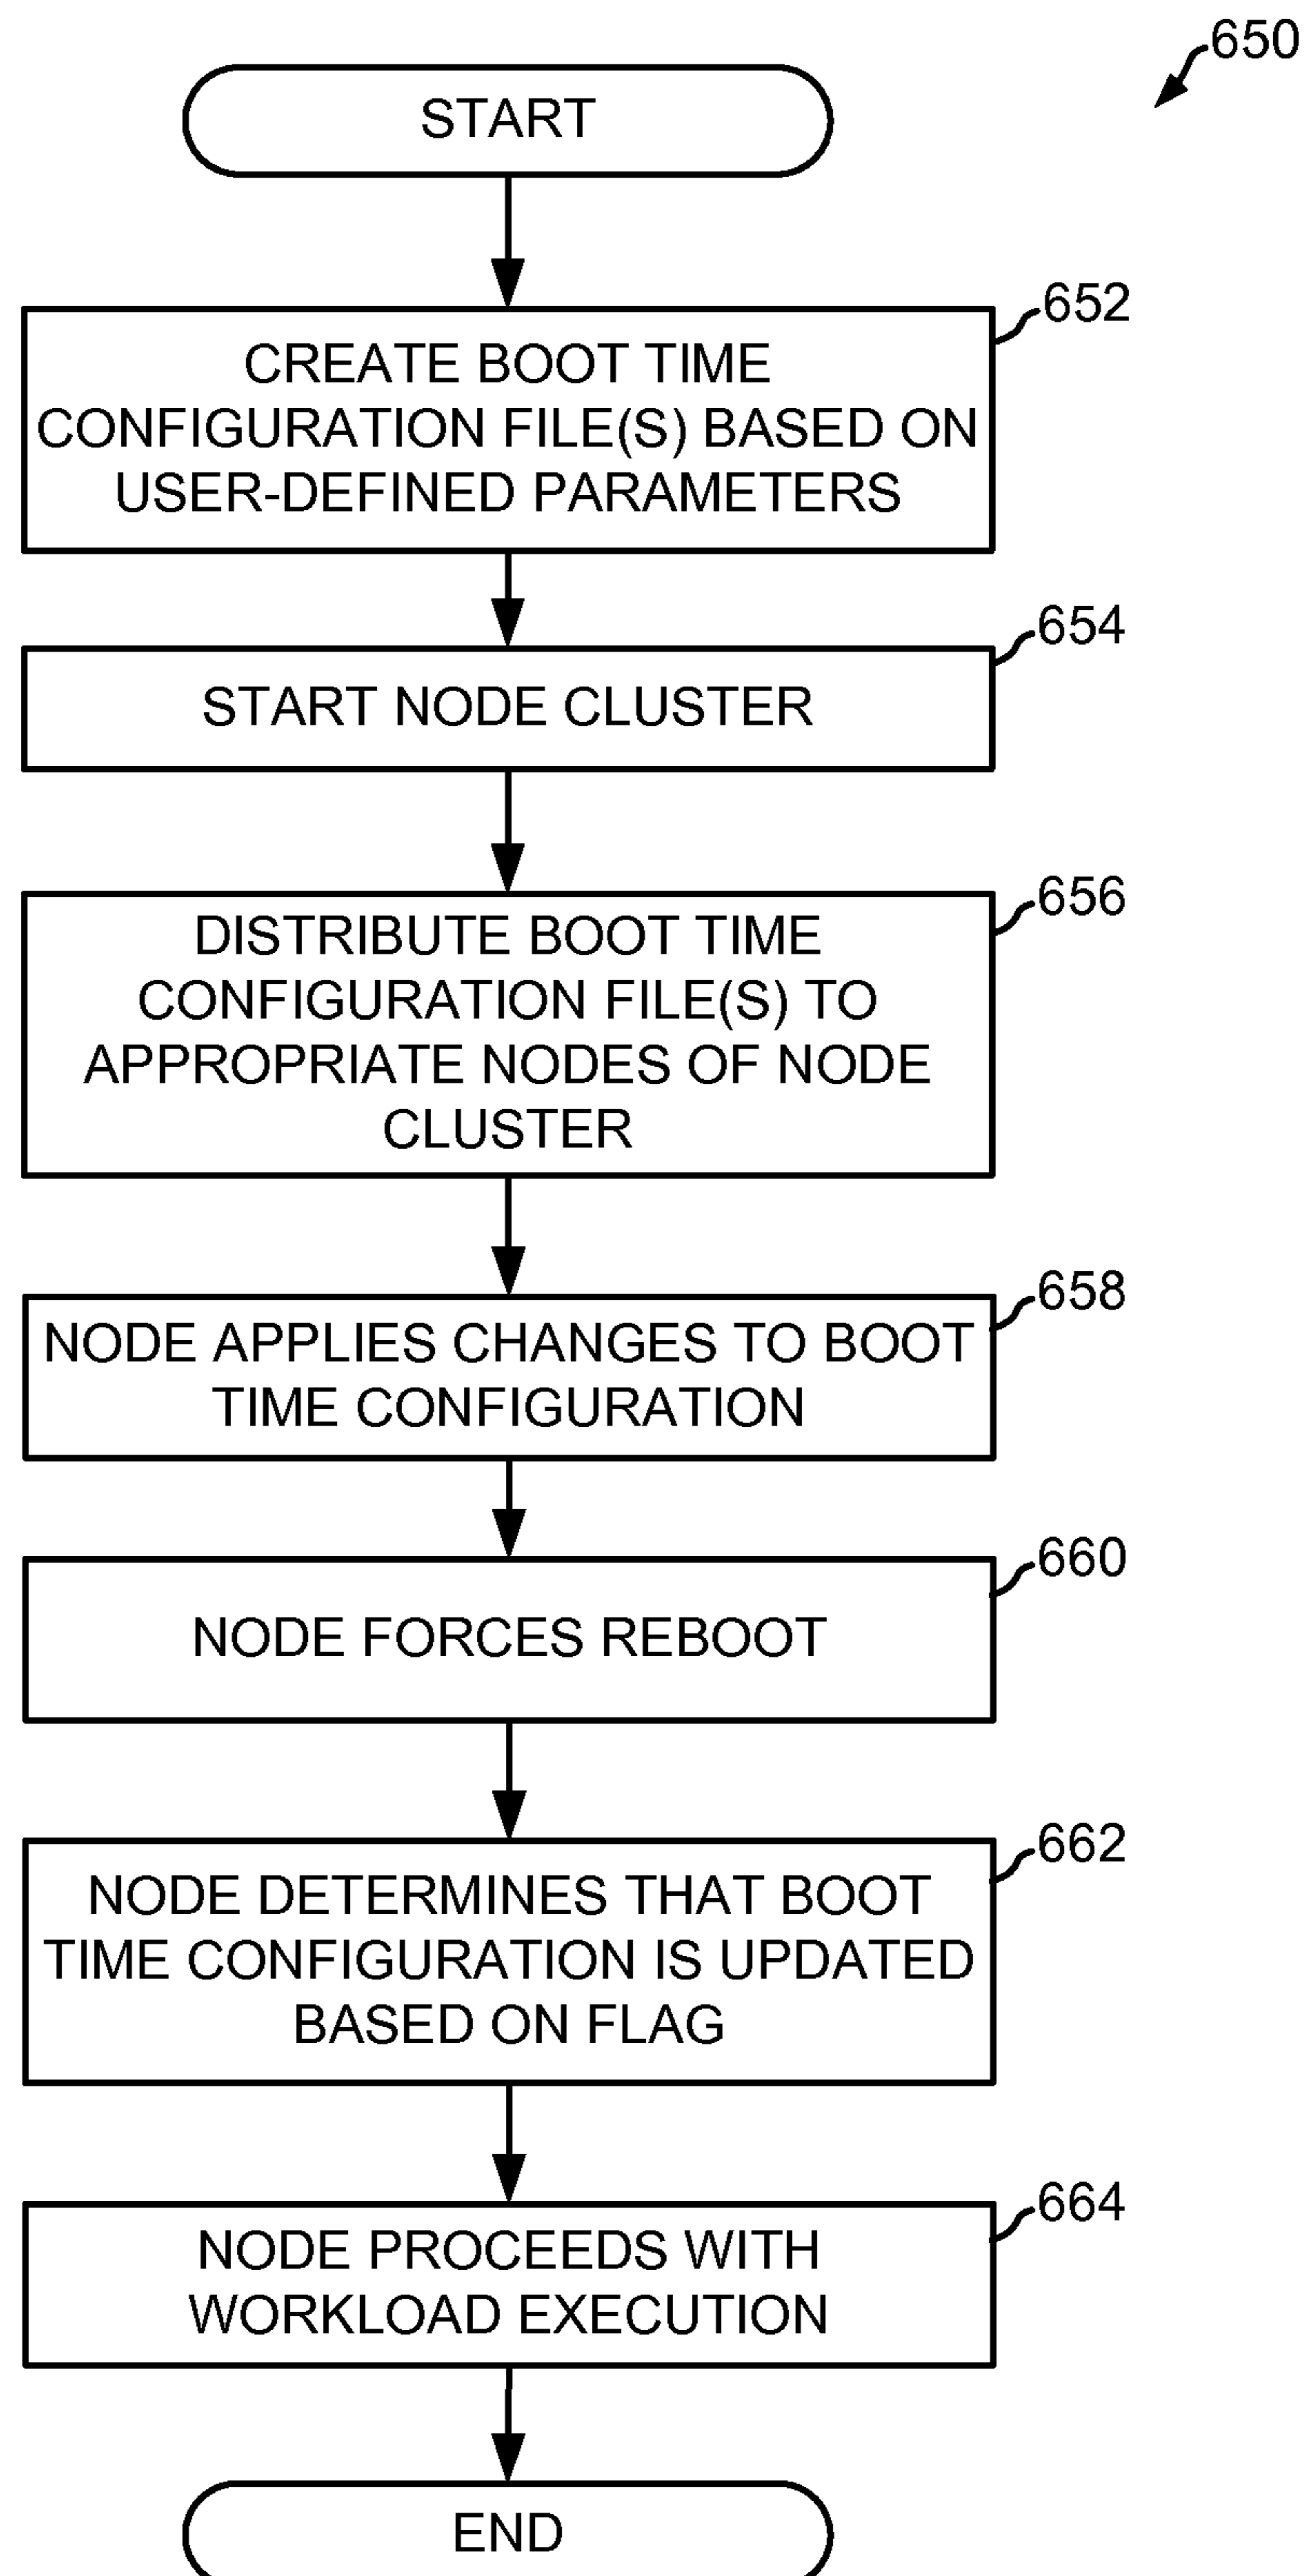 650
START
652
CREATE BOOT TIME
CONFIGURATION FILE(S) BASED ON
USER-DEFINED PARAMETERS
654
START NODE CLUSTER
656
DISTRIBUTE BOOT TIME
CONFIGURATION FILE(S) TO
APPROPRIATE NODES OF NODE
CLUSTER
658
NODE APPLIES CHANGES TO BOOT
TIME CONFIGURATION
660
NODE FORCES REBOOT
662
NODE DETERMINES THAT BOOT
TIME CONFIGURATION IS UPDATED
BASED ON FLAG
664
NODE PROCEEDS WITH
WORKLOAD EXECUTION
END